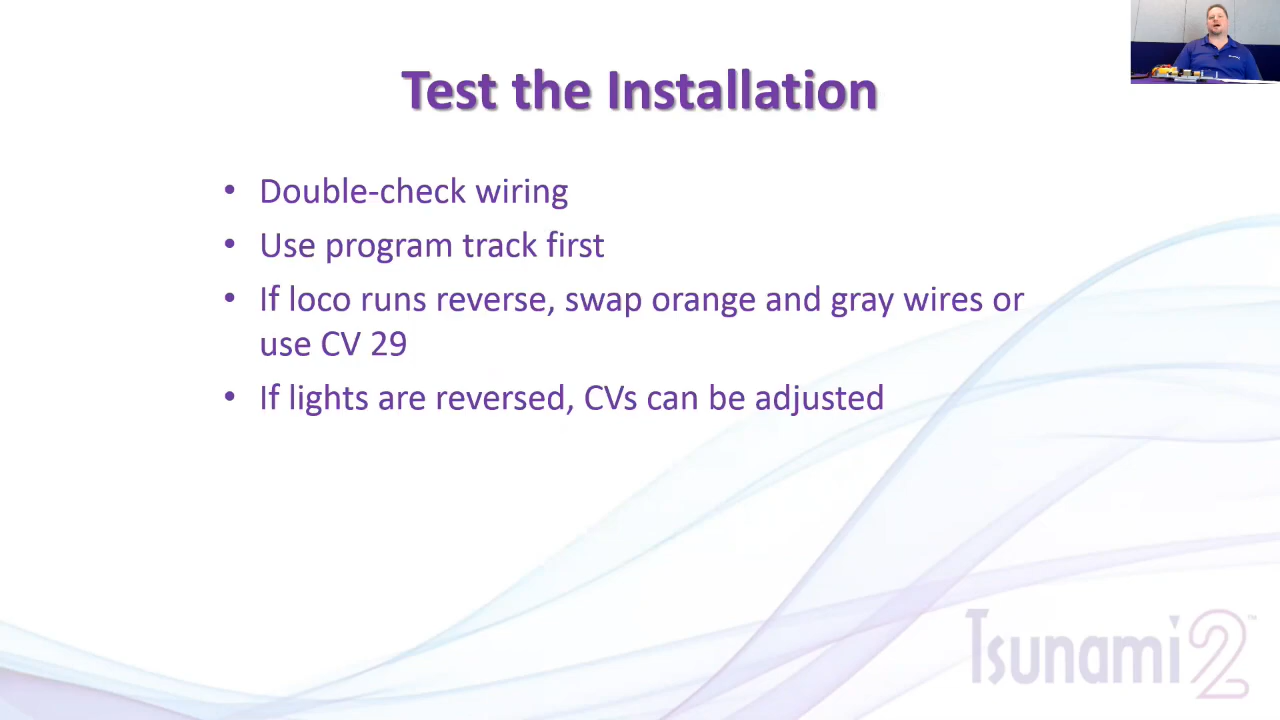 Test the Installation
• Double-check wiring
• Use program track first
• If loco runs reverse, swap orange and gray wires or
use CV 29
• If lights are reversed, CVs can be adjusted
Tsunami2™